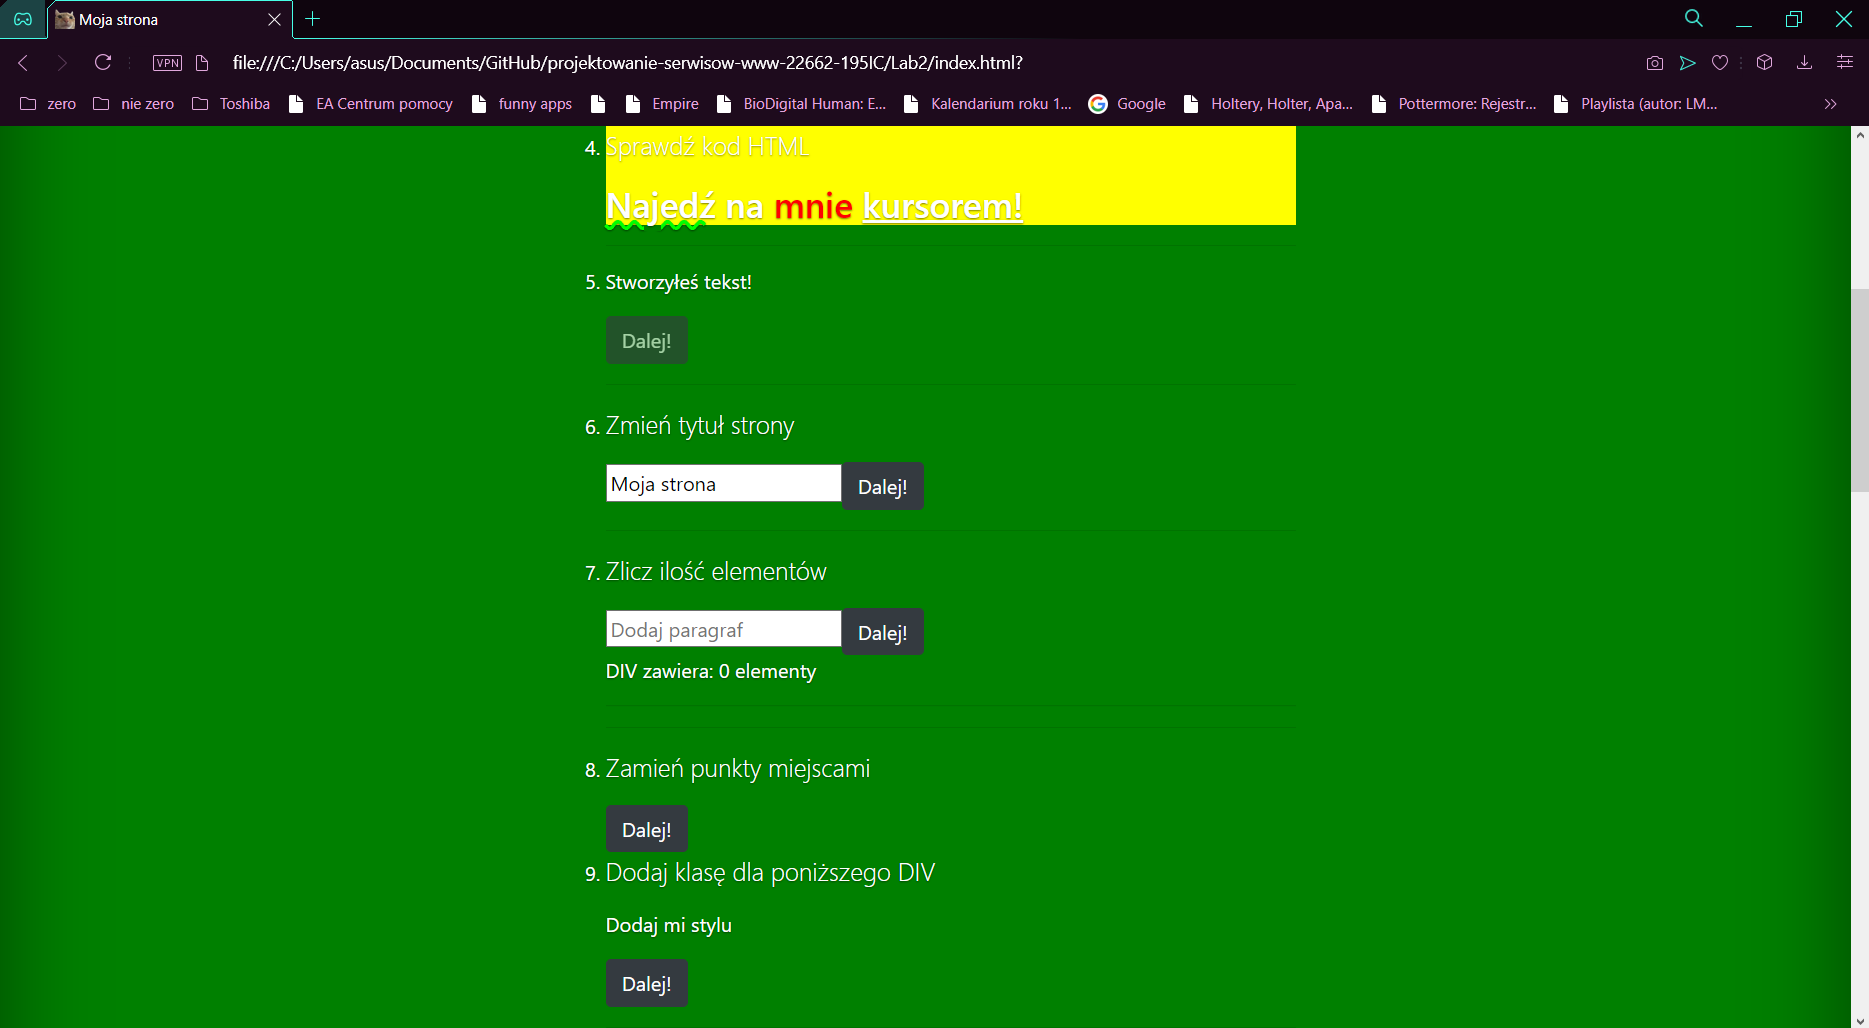 Moja strona
VPN
file:///C:/Users/asus/Documents/GitHub/projektowanie-serwisow-www-22662-195IC/Lab2/index.html?
zero nie zero Toshiba EA Centrum pomocy funny apps Empire BioDigital Human: E... Kalendarium roku 1... Google Holtery, Holter, Apa... Pottermore: Rejestr... Playlista (autor: LM...
4. Sprawdź kod HTML
Najedź na mnie kursorem!
5. Stworzyłeś tekst!
Dalej!
6. Zmień tytuł strony
Moja strona Dalej!
7. Zlicz ilość elementów
Dodaj paragraf Dalej!
DIV zawiera: 0 elementy
8. Zamień punkty miejscami
Dalej!
9. Dodaj klasę dla poniższego DIV
Dodaj mi stylu
Dalej!